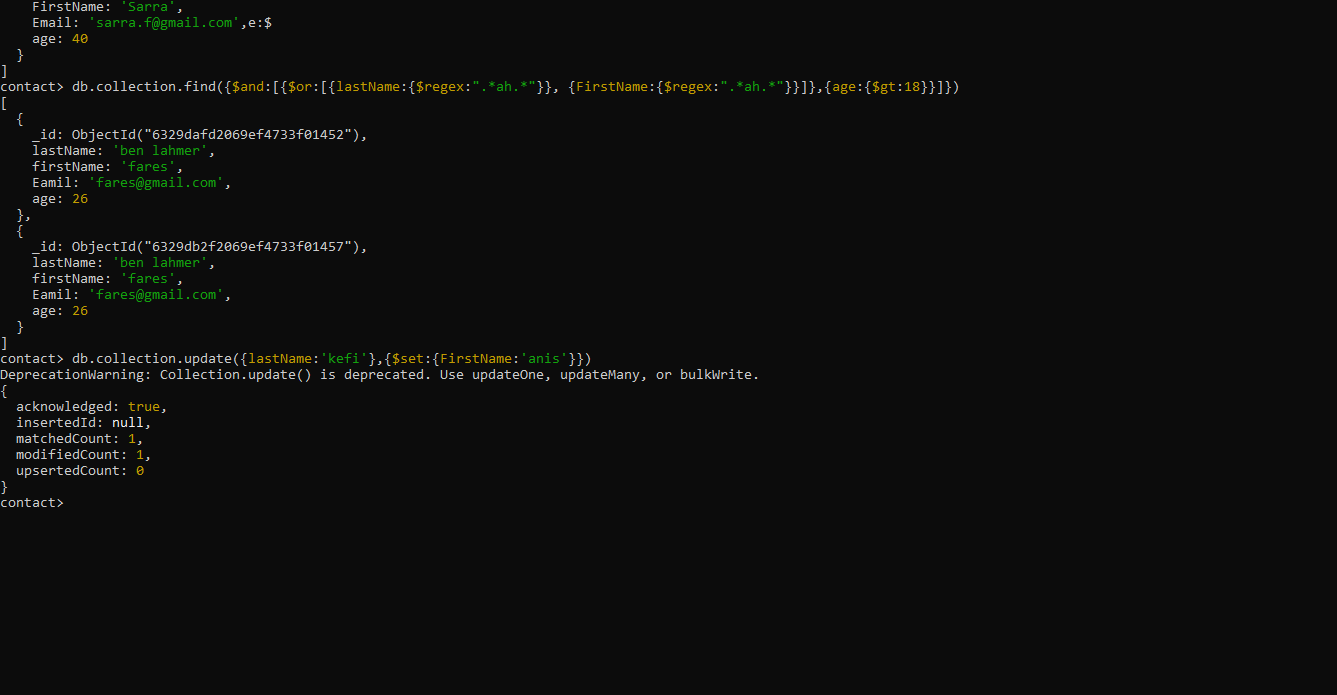 FirstName: 'Sarra',
Email: 'sarra.f@gmail.com',e:$
age: 40
}
]
contact> db.collection.find({$and:[{$or:[{lastName:{$regex:".*ah.*"}}, {FirstName:{$regex:".*ah.*"}}]},{age:{$gt:18}}]})
[
{
_id: ObjectId("6329dafd2069ef4733f01452"),
lastName: 'ben lahmer',
firstName: 'fares',
Eamil: 'fares@gmail.com',
age: 26
},
{
_id: ObjectId("6329db2f2069ef4733f01457"),
lastName: 'ben lahmer',
firstName: 'fares',
Eamil: 'fares@gmail.com',
age: 26
}
]
contact> db.collection.update({lastName:'kefi'},{$set:{FirstName:'anis'}})
DeprecationWarning: Collection.update() is deprecated. Use updateOne, updateMany, or bulkWrite.
{
acknowledged: true,
insertedId: null,
matchedCount: 1,
modifiedCount: 1,
upsertedCount: 0
}
contact>